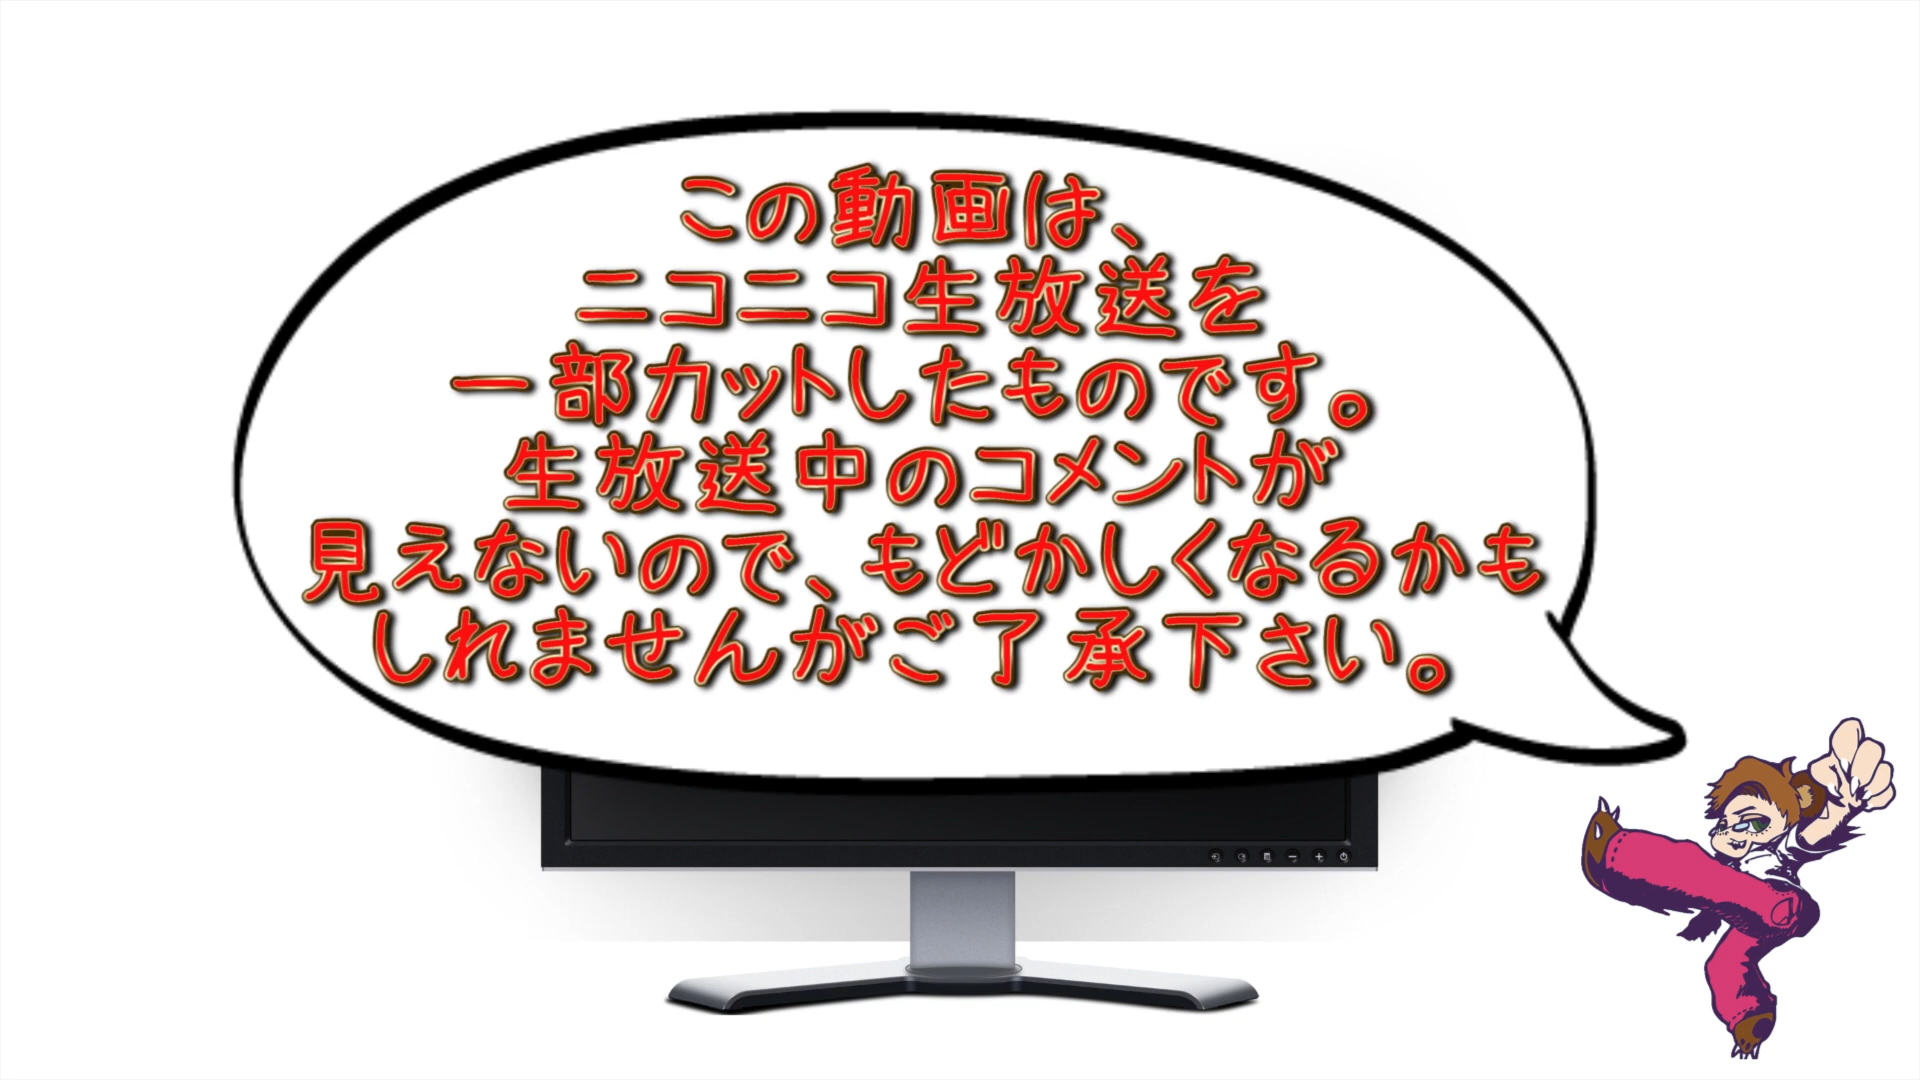 この動画は、
ニコニコ生放送を
一部カットしたものです。
生放送中のコメントが
見えないので、もどかしくなるかも
しれませんがご了承下さい。